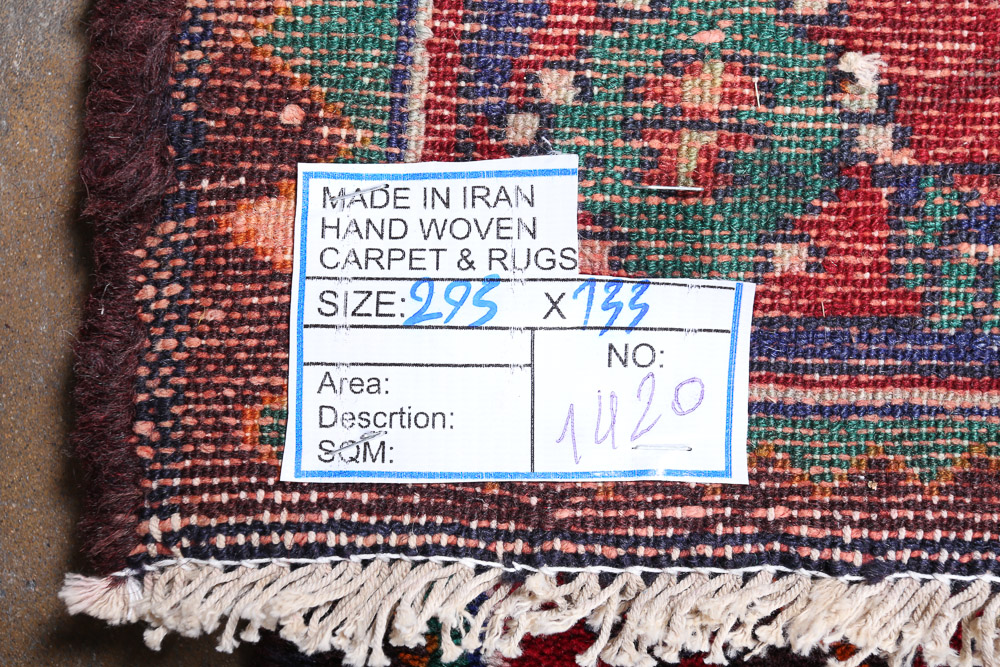 MADE IN IRAN
HAND WOVEN
CARPET & RUGS
SIZE: 295 X 133
NO:
1420
Area:
Descrtion:
SQM: